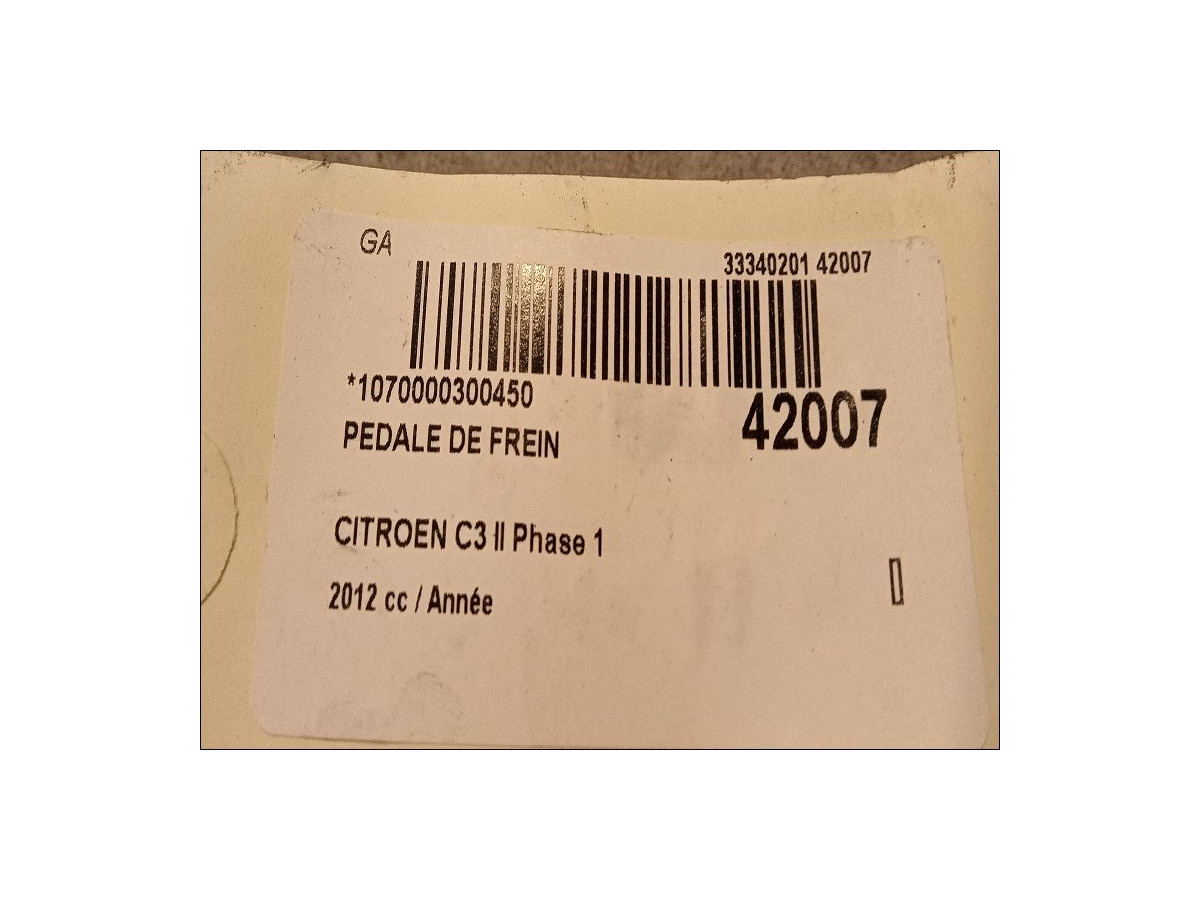 GA
33340201 42007
*1070000300450
42007
PEDALE DE FREIN
CITROEN C3 II Phase 1
2012 cc / Année